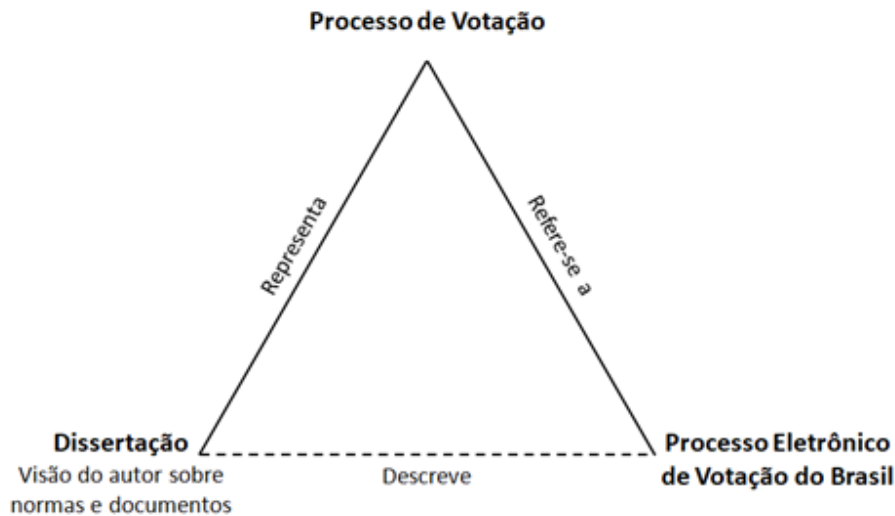 Processo de Votação
Representa
Refere-se a
Dissertação
Visão do autor sobre
normas e documentos
Descreve
Processo Eletrônico
de Votação do Brasil